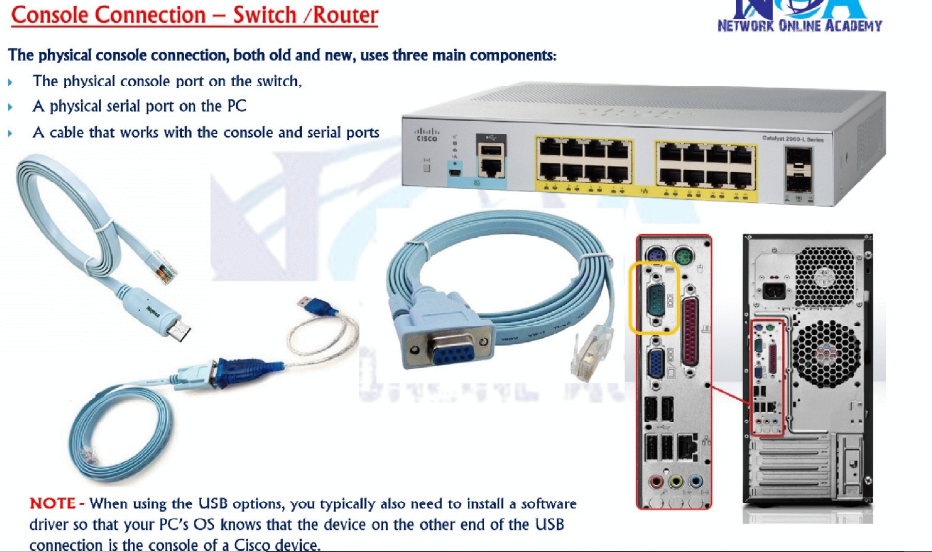 Console Connection – Switch /Router
NETWORK ONLINE ACADEMY
The physical console connection, both old and new, uses three main components:
The physical console port on the switch,
A physical serial port on the PC
A cable that works with the console and serial ports
CISCO
Catalyst 2960-L Series
NOTE - When using the USB options, you typically also need to install a software
driver so that your PC's OS knows that the device on the other end of the USB
connection is the console of a Cisco device.